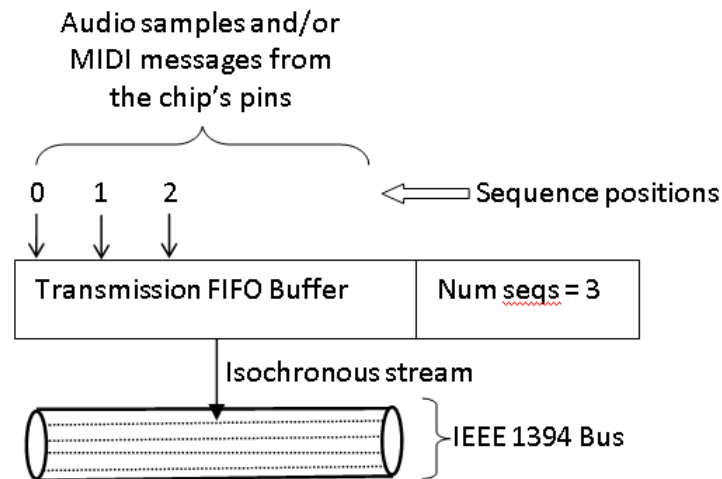 Audio samples and/or
MIDI messages from
the chip's pins
0 1 2
Sequence positions
Transmission FIFO Buffer
Num seqs = 3
Isochronous stream
IEEE 1394 Bus